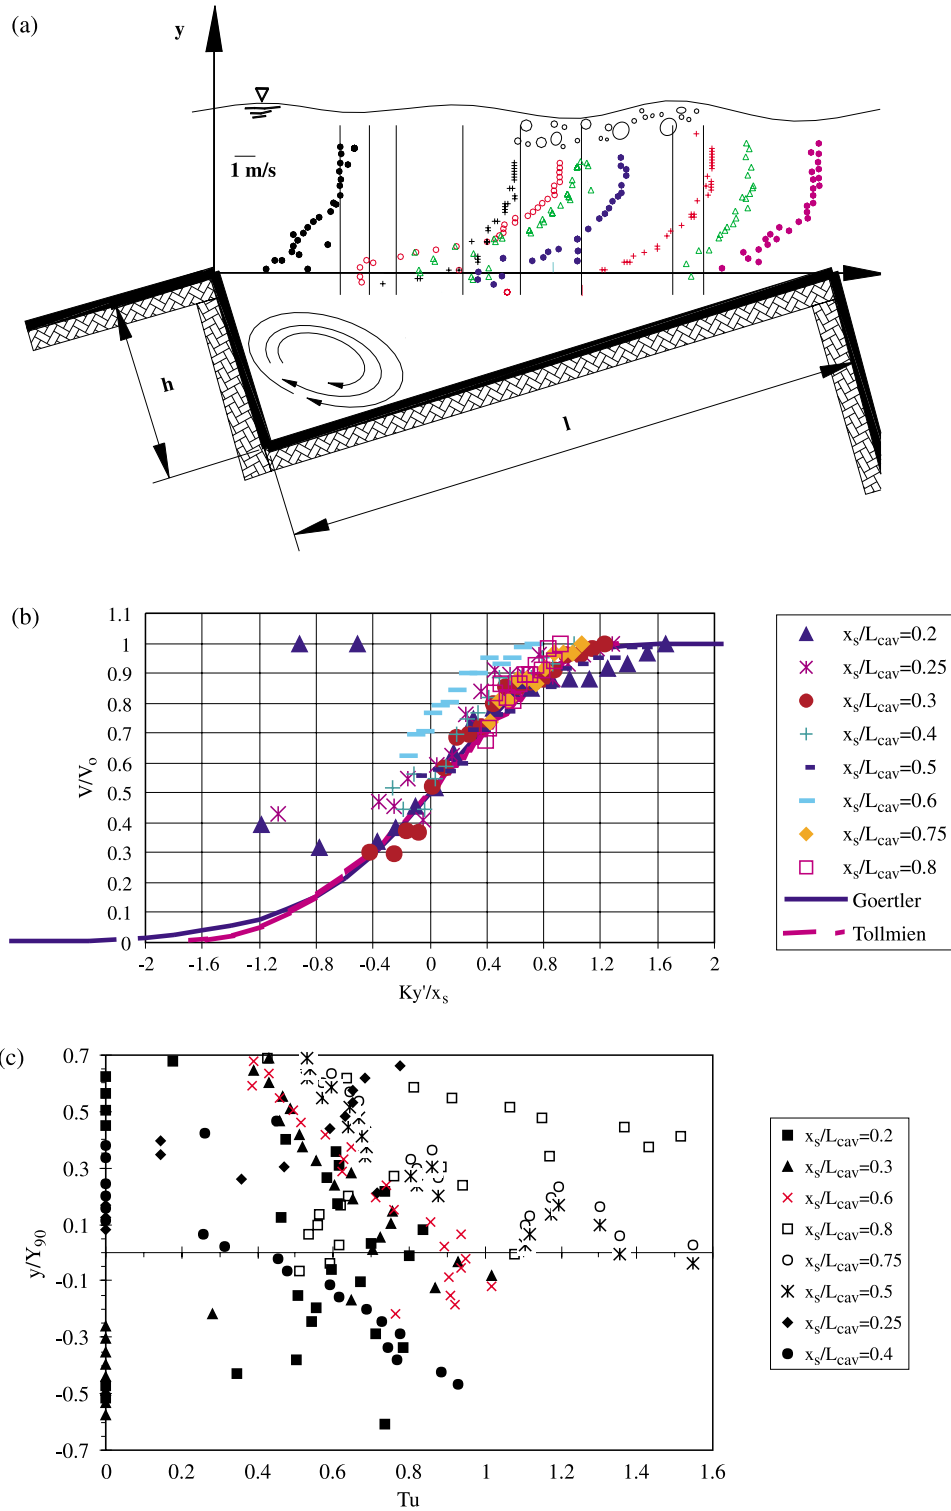 (a)
y
1 m/s
h
l
(b)
1.1
1
0.9
0.8
0.7
0.6
0.5
0.4
0.3
0.2
0.1
0
V/Vo
-2 -1.6 -1.2 -0.8 -0.4 0 0.4 0.8 1.2 1.6 2
Ky'/xs
xs/Lcav=0.2
xs/Lcav=0.25
xs/Lcav=0.3
xs/Lcav=0.4
xs/Lcav=0.5
xs/Lcav=0.6
xs/Lcav=0.75
xs/Lcav=0.8
Goertler
Tollmien
(c)
0.7
0.5
0.3
0.1
-0.1
-0.3
-0.5
-0.7
y/Y90
0 0.2 0.4 0.6 0.8 1 1.2 1.4 1.6
Tu
xs/Lcav=0.2
xs/Lcav=0.3
xs/Lcav=0.6
xs/Lcav=0.8
xs/Lcav=0.75
xs/Lcav=0.5
xs/Lcav=0.25
xs/Lcav=0.4